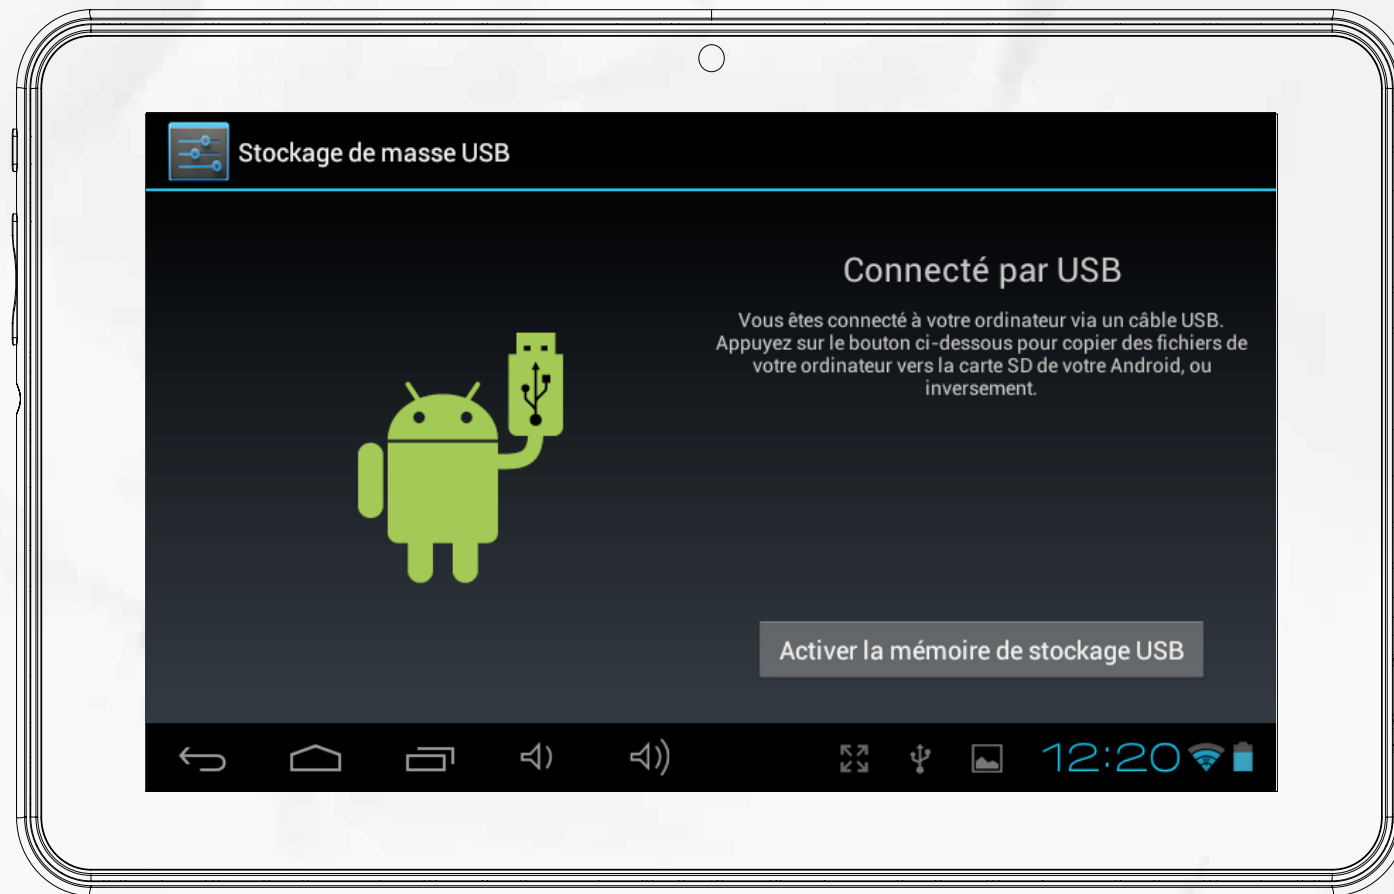 Stockage de masse USB
Connecté par USB
Vous êtes connecté à votre ordinateur via un câble USB.
Appuyez sur le bouton ci-dessous pour copier des fichiers de
votre ordinateur vers la carte SD de votre Android, ou
inversement.
Activer la mémoire de stockage USB
12:20